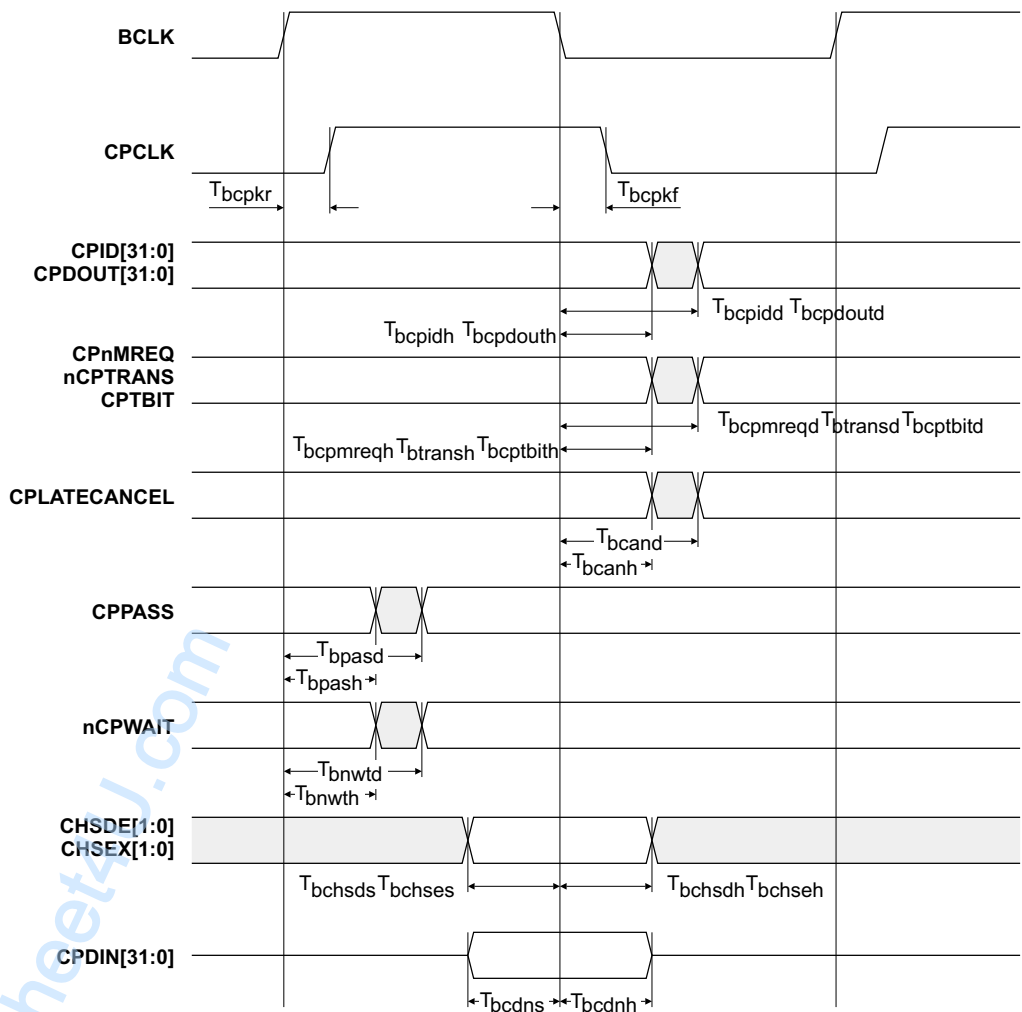 BCLK
CPCLK
Tbcpkr Tbcpkf
CPID[31:0]
CPDOUT[31:0]
Tbcpidd Tbcpdoutd
Tbcpidh Tbcpdouth
CPnMREQ
nCPTRANS
CPTBIT
Tbcpmreqd Tbtransd Tbcptbitd
Tbcpmreqh Tbtransh Tbcptbith
CPLATECANCEL
Tbcand
Tbcanh
CPPASS
Tbpasd
Tbpash
nCPWAIT
Tbnwtd
Tbnwth
CHSDE[1:0]
CHSEX[1:0]
Tbchsds Tbchses Tbchsdh Tbchseh
CPDIN[31:0]
Tbcdns Tbcdnh
heet4U.com